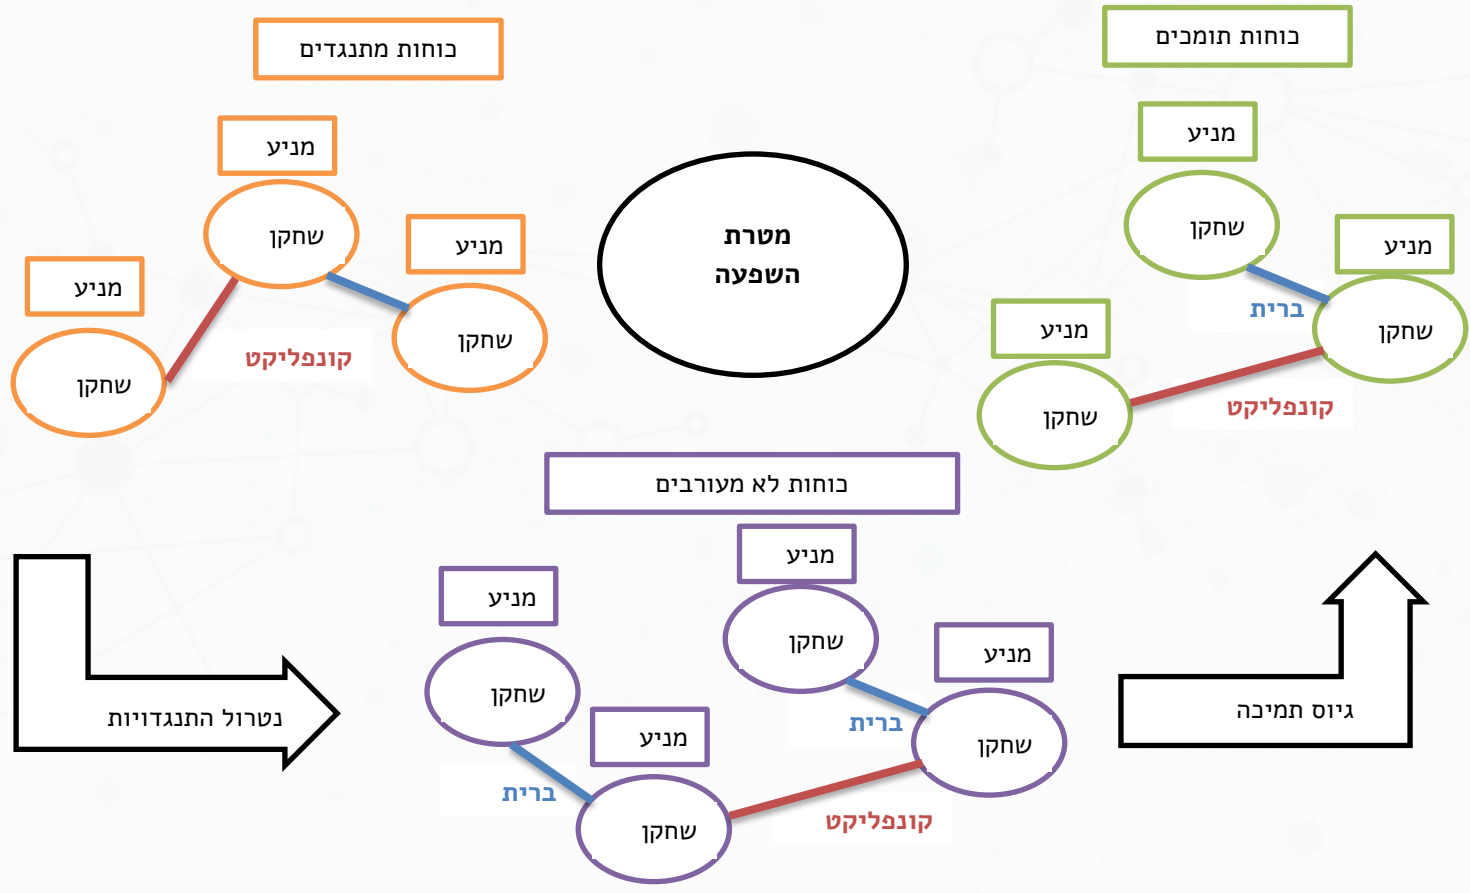 כוחות תומכים
כוחות מתנגדים
מניע
שחקן
מניע
שחקן
ברית
מניע
שחקן
קונפליקט
מטרת
השפעה
מניע
שחקן
מניע
שחקן
קונפליקט
מניע
שחקן
כוחות לא מעורבים
מניע
שחקן
מניע
שחקן
ברית
מניע
שחקן
מניע
שחקן
ברית
קונפליקט
גיוס תמיכה
נטרול התנגדויות